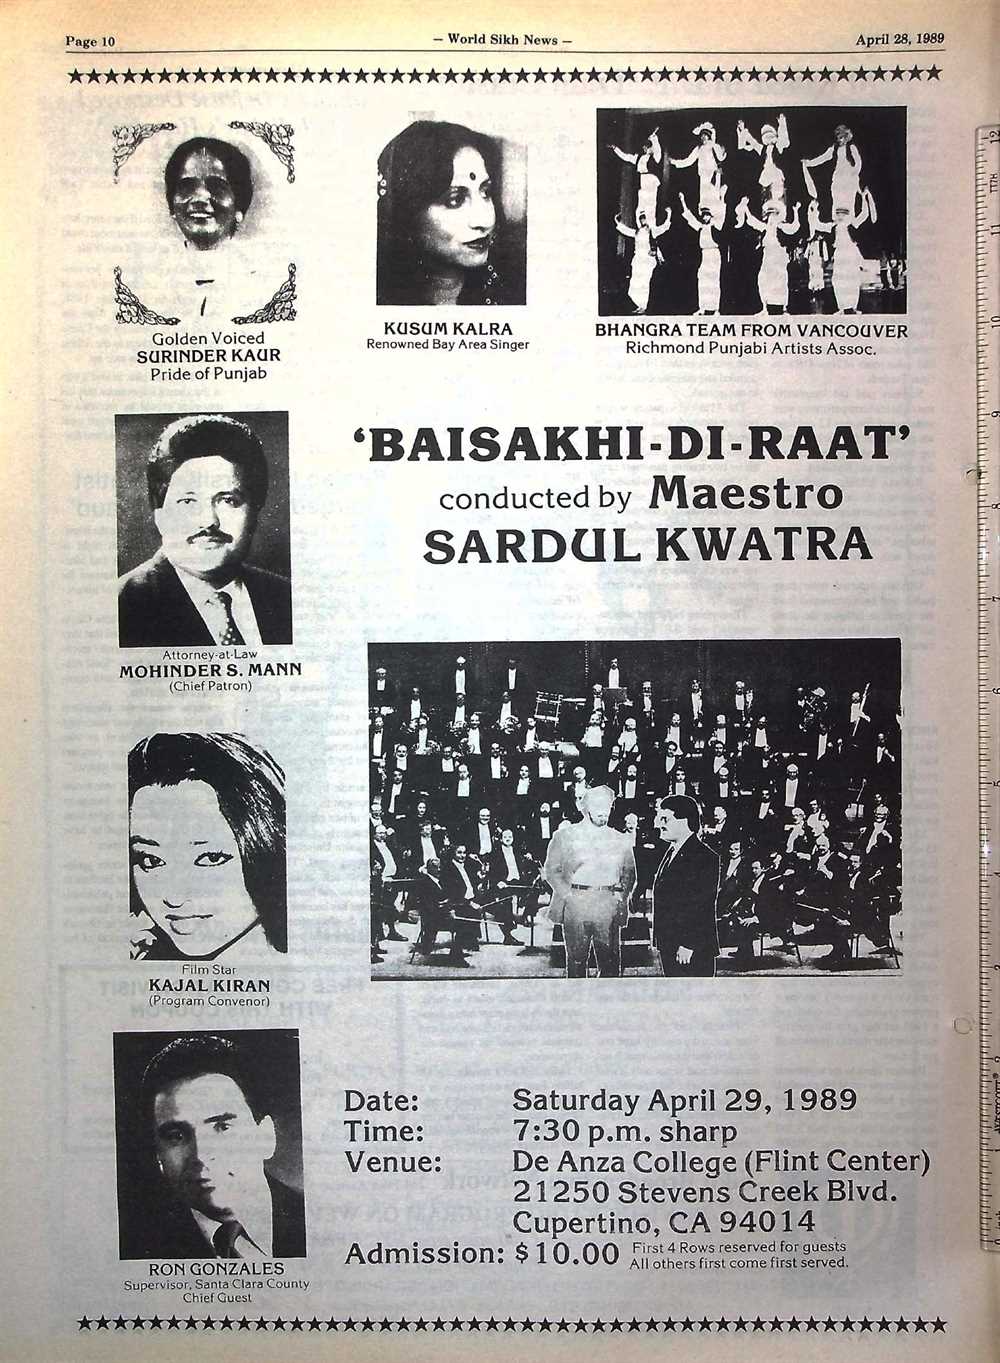 Page 10
– World Sikh News –
April 28, 1989
Golden Voiced
SURINDER KAUR
Pride of Punjab
KUSUM KALRA
Renowned Bay Area Singer
BHANGRA TEAM FROM VANCOUVER
Richmond Punjabi Artists Assoc.
'BAISAKHI-DI-RAAT'
conducted by Maestro
SARDUL KWATRA
Attorney-at-Law
MOHINDER S. MANN
(Chief Patron)
Film Star
KAJAL KIRAN
(Program Convenor)
RON GONZALES
Supervisor, Santa Clara County
Chief Guest
Date: Saturday April 29, 1989
Time: 7:30 p.m. sharp
Venue: De Anza College (Flint Center)
21250 Stevens Creek Blvd.
Cupertino, CA 94014
Admission: $10.00 First 4 Rows reserved for guests
All others first come first served.